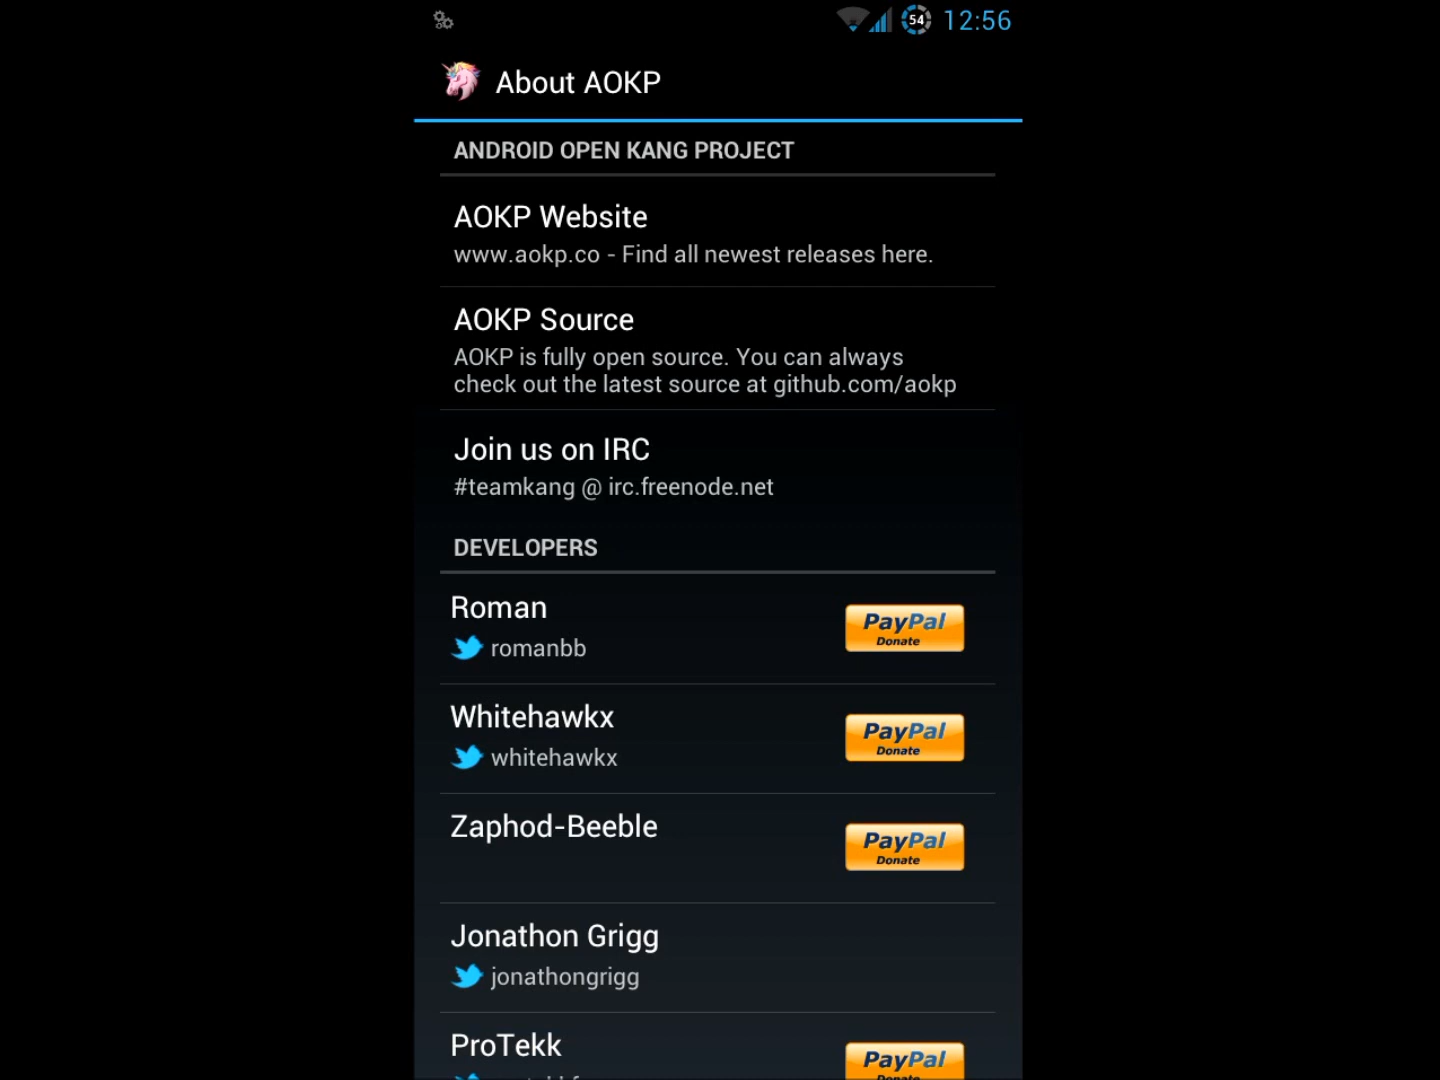 54 12:56
About AOKP
ANDROID OPEN KANG PROJECT
AOKP Website
www.aokp.co - Find all newest releases here.
AOKP Source
AOKP is fully open source. You can always
check out the latest source at github.com/aokp
Join us on IRC
#teamkang @ irc.freenode.net
DEVELOPERS
Roman
romanbb
PayPal
Donate
Whitehawkx
whitehawkx
PayPal
Donate
Zaphod-Beeble
PayPal
Donate
Jonathon Grigg
jonathongrigg
ProTekk
PayPal
Donate